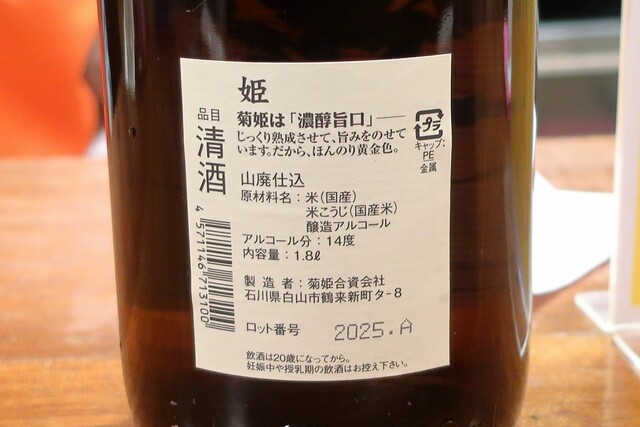 姫
菊姫は「濃醇旨口」――
じっくり熟成させて、旨みをのせて
います。だから、ほんのり黄金色。
品目
清酒
プラ
キャップ:
PE
金属
山廃仕込
原材料名：米（国産）
米こうじ（国産米）
醸造アルコール
アルコール分：14度
内容量：1.8ℓ
製造者：菊姫合資会社
石川県白山市鶴来新町タ-8
4571146713100
ロット番号 2025.A
飲酒は20歳になってから。
妊娠中や授乳期の飲酒はお控え下さい。